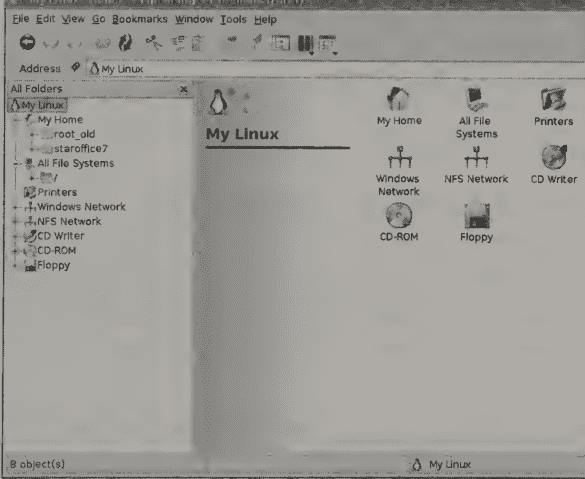 File Edit View Go Bookmarks Window Tools Help
Address My Linux
All Folders x
My Linux
My Home
root_old
staroffice7
All File Systems
/
Printers
Windows Network
NFS Network
CD Writer
CD-ROM
Floppy
My Linux
My Home
All File
Systems
Printers
Windows
Network
NFS Network
CD Writer
CD-ROM
Floppy
8 object(s)
My Linux